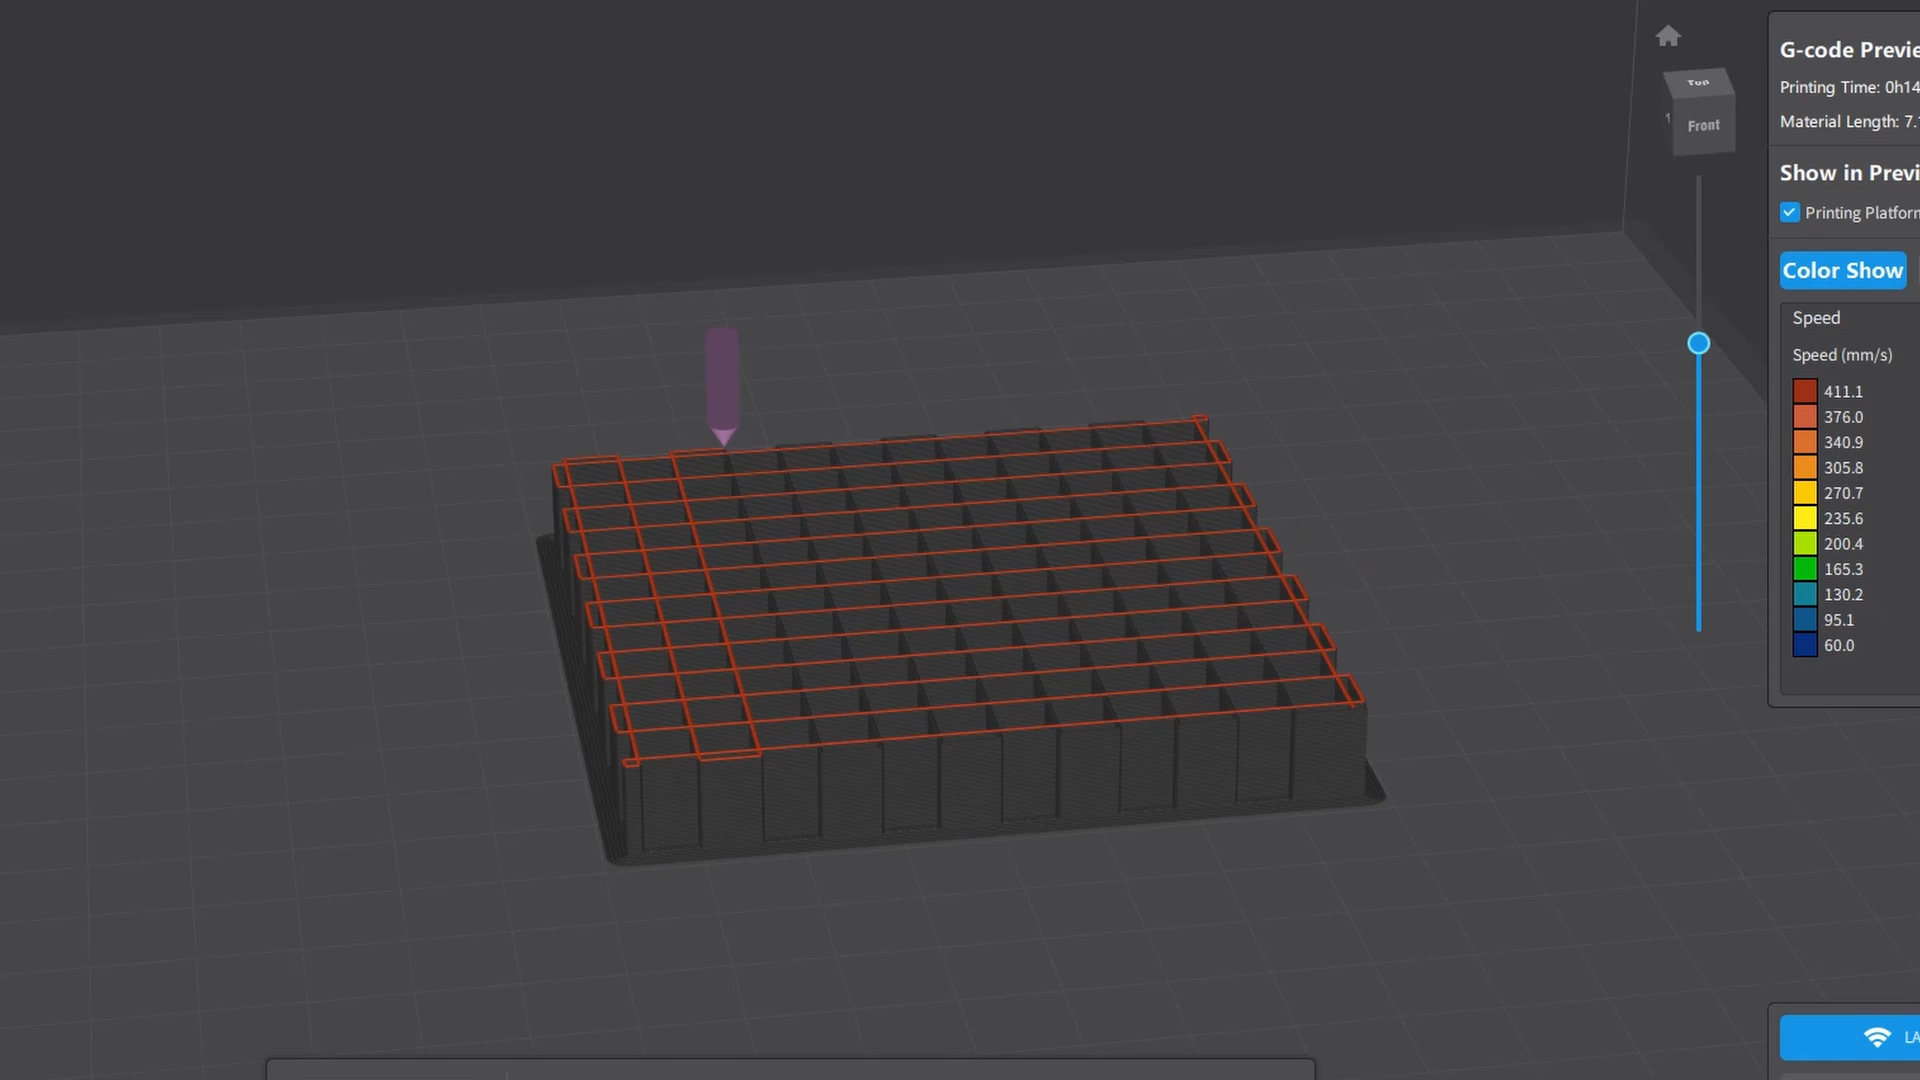 Top
Front
G-code Previe
Printing Time: 0h14
Material Length: 7.
Show in Previ
Printing Platform
Color Show
Speed
Speed (mm/s)
411.1
376.0
340.9
305.8
270.7
235.6
200.4
165.3
130.2
95.1
60.0
LA